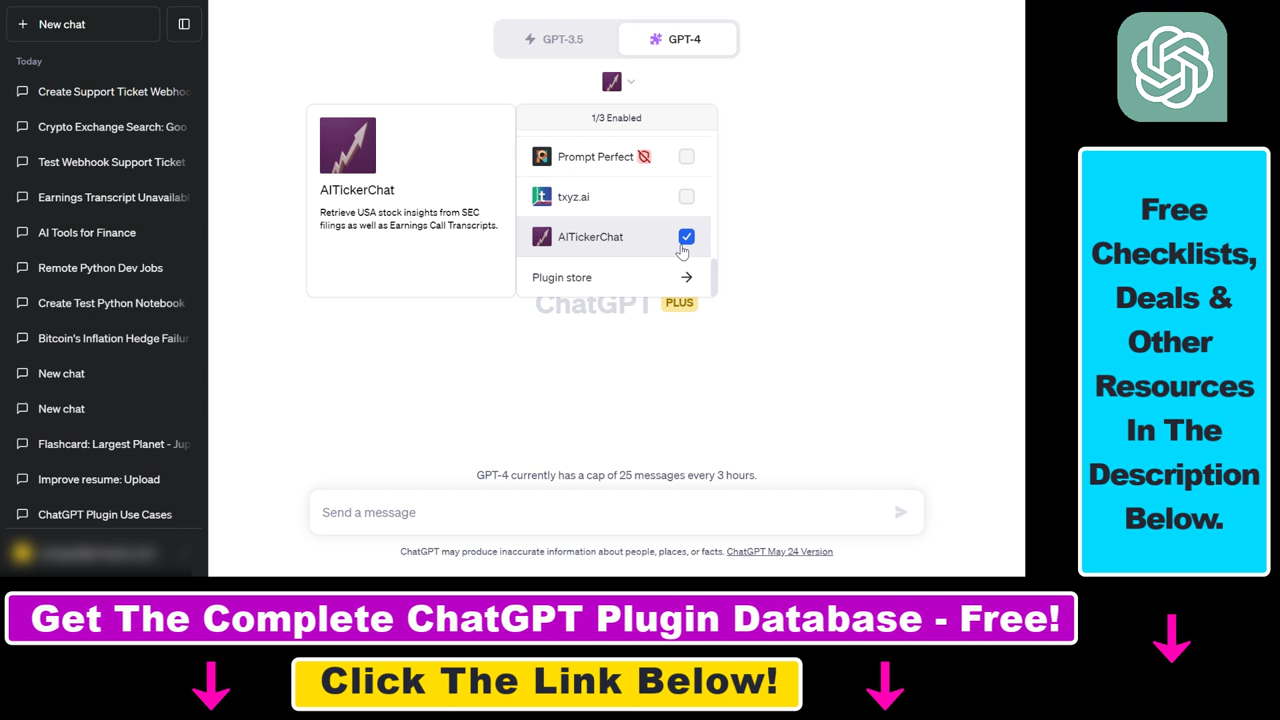 New chat
Today
Create Support Ticket Webhoo
Crypto Exchange Search: Goo
Test Webhook Support Ticket
Earnings Transcript Unavailabl
AI Tools for Finance
Remote Python Dev Jobs
Create Test Python Notebook
Bitcoin's Inflation Hedge Failur
New chat
New chat
Flashcard: Largest Planet - Jup
Improve resume: Upload
ChatGPT Plugin Use Cases
GPT-3.5
GPT-4
1/3 Enabled
AITickerChat
Retrieve USA stock insights from SEC
filings as well as Earnings Call Transcripts.
Prompt Perfect
txyz.ai
AITickerChat
Plugin store
ChatGPT PLUS
GPT-4 currently has a cap of 25 messages every 3 hours.
Send a message
ChatGPT may produce inaccurate information about people, places, or facts. ChatGPT May 24 Version
Free
Checklists,
Deals &
Other
Resources
In The
Description
Below.
Get The Complete ChatGPT Plugin Database - Free!
Click The Link Below!